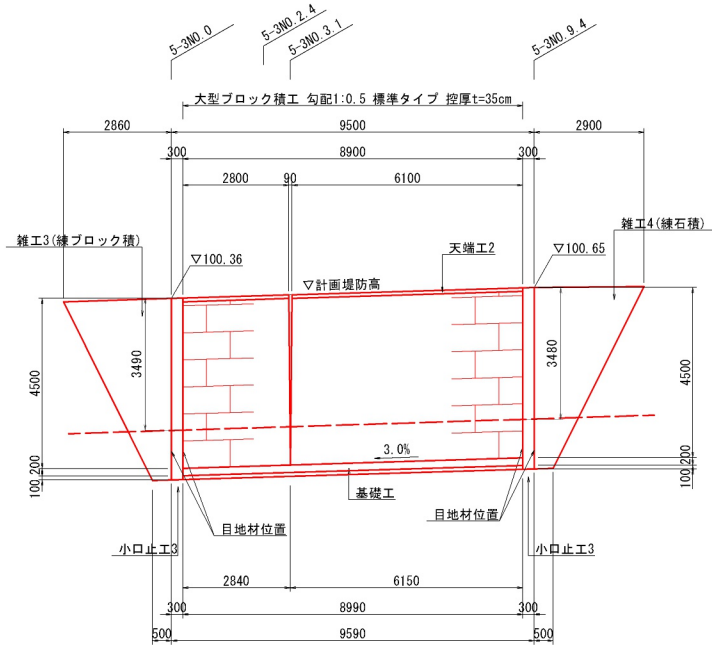 5-3NO.0
5-3NO.2.4
5-3NO.3.1
5-3NO.9.4
大型ブロック積工 勾配1:0.5 標準タイプ 控厚t=35cm
2860
9500
2900
300
8900
300
2800
90
6100
雑工3(練ブロック積)
雑工4(練石積)
▽100.36
天端工2
▽100.65
▽計画堤防高
4500
3490
3480
4500
3.0%
100
200
100
200
基礎工
目地材位置
目地材位置
小口止工3
小口止工3
2840
6150
300
8990
300
500
9590
500